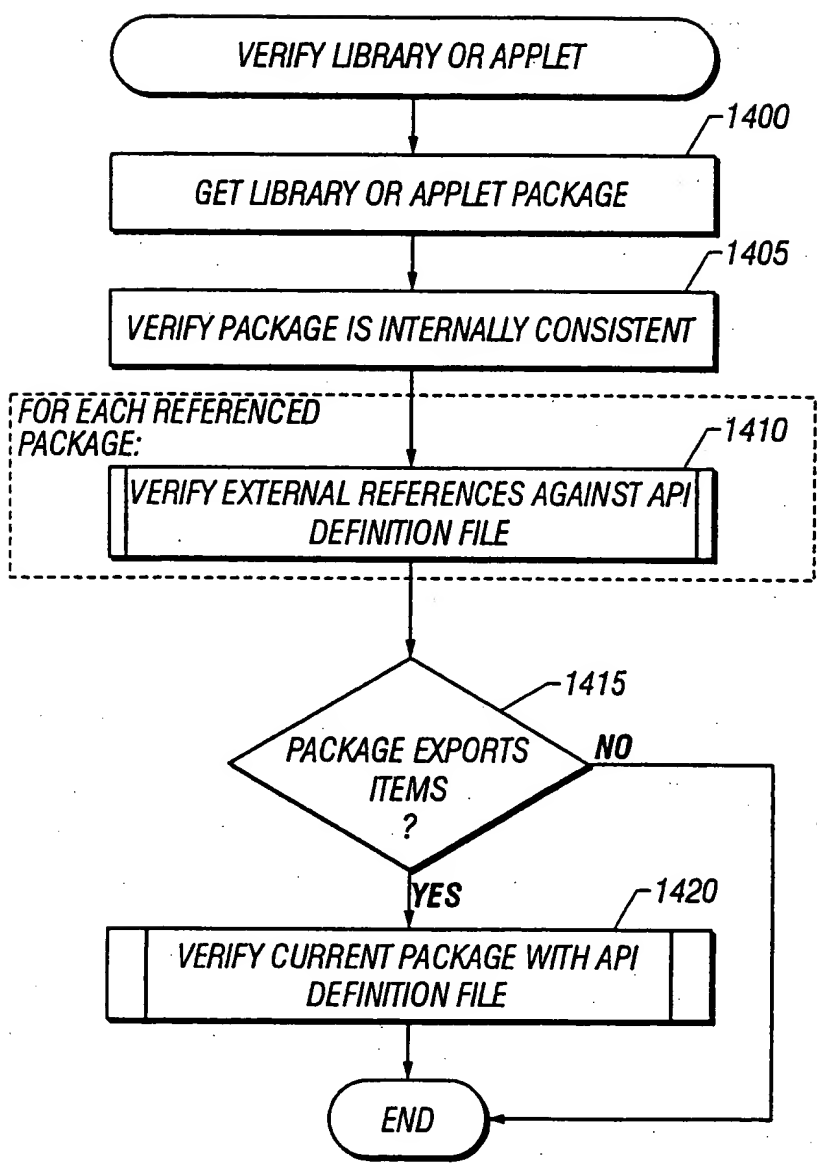 VERIFY LIBRARY OR APPLET
1400
GET LIBRARY OR APPLET PACKAGE
1405
VERIFY PACKAGE IS INTERNALLY CONSISTENT
FOR EACH REFERENCED
PACKAGE:
1410
VERIFY EXTERNAL REFERENCES AGAINST API
DEFINITION FILE
1415
PACKAGE EXPORTS
ITEMS
?
NO
YES
1420
VERIFY CURRENT PACKAGE WITH API
DEFINITION FILE
END